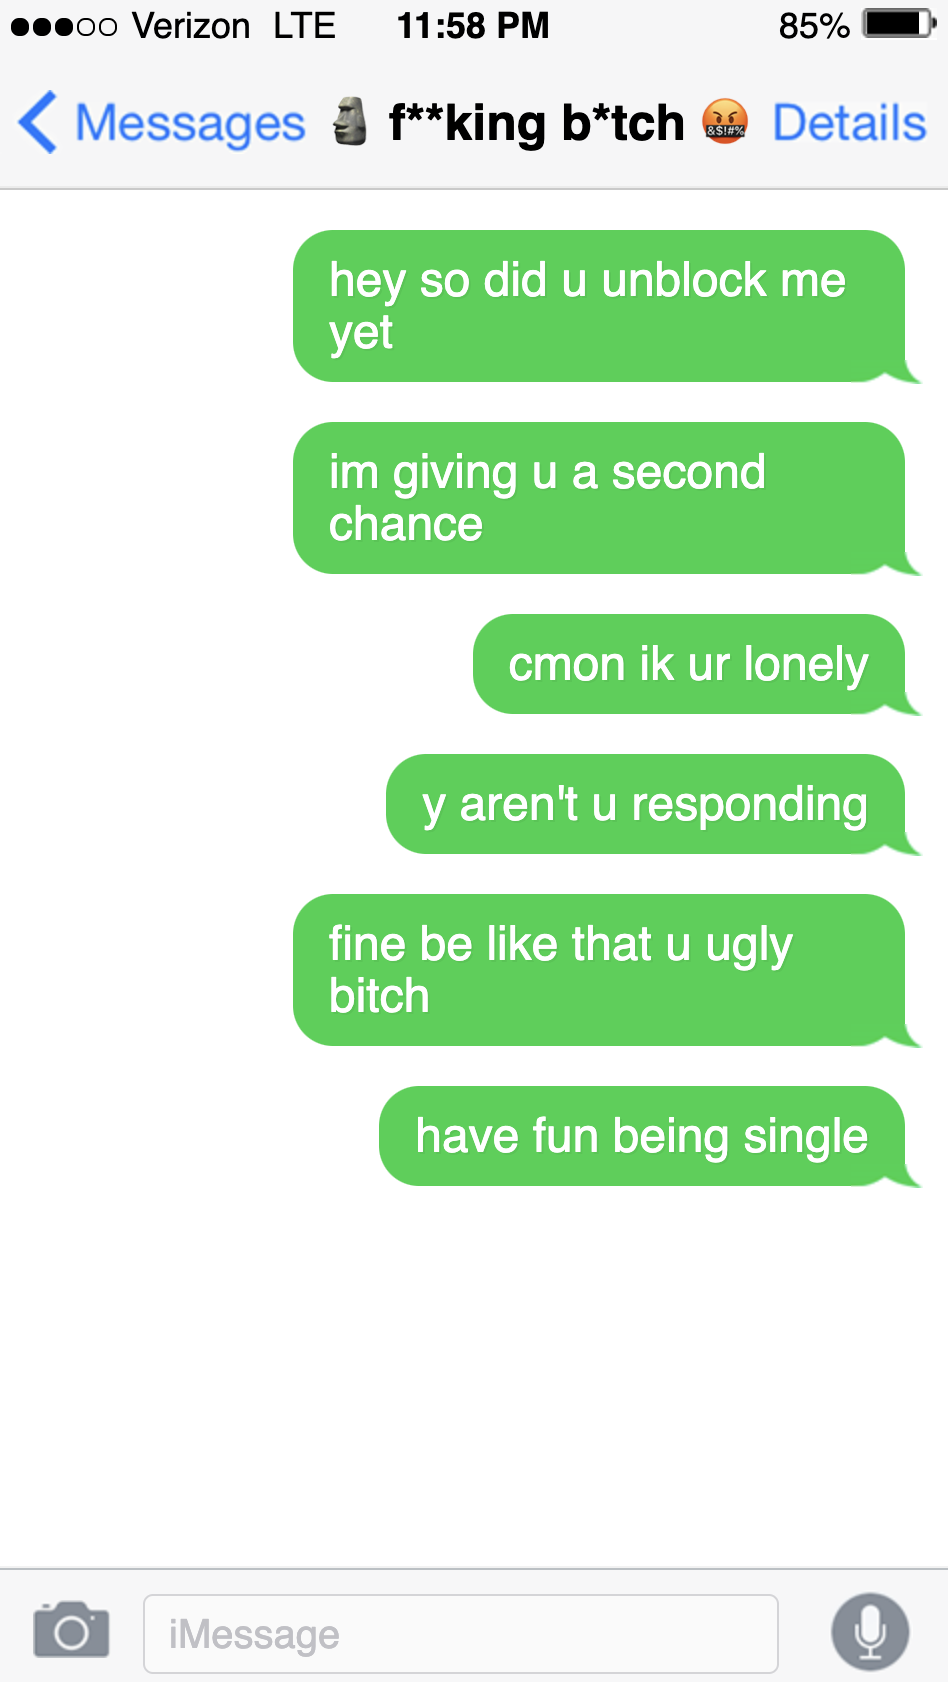 Verizon LTE 11:58 PM 85%
Messages 🗿 f**king b*tch 🤬 Details
hey so did u unblock me
yet
im giving u a second
chance
cmon ik ur lonely
y aren't u responding
fine be like that u ugly
bitch
have fun being single
iMessage